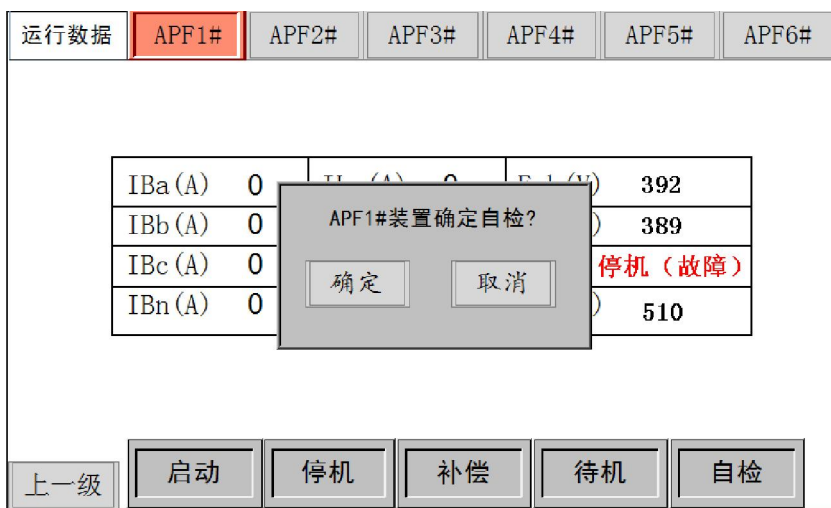 运行数据 APF1# APF2# APF3# APF4# APF5# APF6#
IBa(A) 0 392
IBb(A) 0 389
IBc(A) 0 停机（故障）
IBn(A) 0 510
APF1#装置确定自检?
确定 取消
上一级 启动 停机 补偿 待机 自检